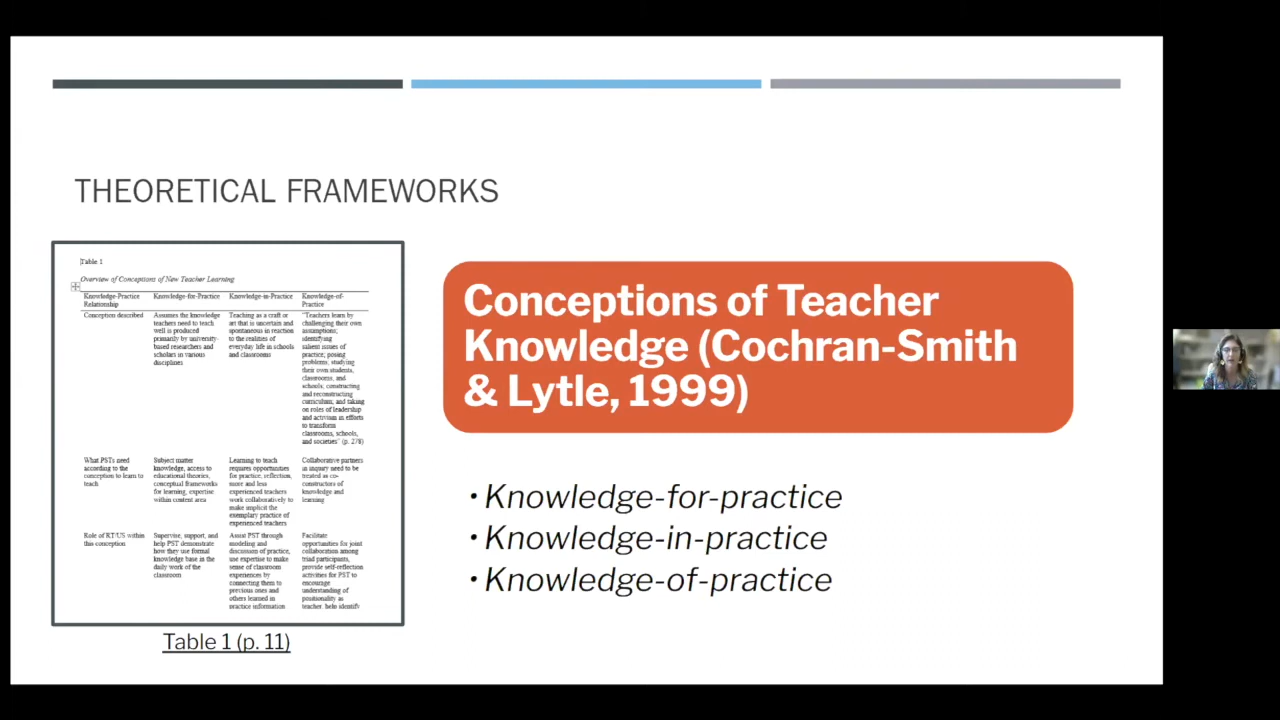 THEORETICAL FRAMEWORKS
Table 1
Overview of Conceptions of New Teacher Learning
Knowledge-Practice Relationship
Knowledge-for-Practice
Knowledge-in-Practice
Knowledge-of-Practice
Conception described
Assumes the knowledge
teachers need to teach
well is produced
primarily by university-
based researchers and
scholars in various
disciplines
Teaching as a craft or
art that is uncertain and
spontaneous in reaction
to the realities of
everyday life in schools
and classrooms
"Teachers learn by
challenging their own
assumptions;
identifying
salient issues of
practice; posing
problems; studying
their own students,
classrooms, and
schools; constructing
and reconstructing
curriculum; and taking
on roles of leadership
and activism in efforts
to transform
classrooms, schools,
and societies" (p. 278)
What PSTs need
according to the
conception to learn to
teach
Subject matter
knowledge, access to
educational theories,
conceptual frameworks
for learning, expertise
within content area
Learning to teach
requires opportunities
for practice, reflection,
more and less
experienced teachers
work collaboratively to
make implicit the
exemplary practice of
experienced teachers
Collaborative partners
in inquiry need to be
treated as co-
constructors of
knowledge and
learning
Role of RT/US within
this conception
Supervise, support, and
help PST demonstrate
how they use formal
knowledge base in the
daily work of the
classroom
Assist PST through
modeling and
discussion of practice,
use expertise to make
sense of classroom
experiences by
connecting them to
previous ones and
others learned in
practice information
Facilitate
opportunities for joint
collaboration among
triad participants,
provide self-reflection
activities for PST to
encourage
understanding of
positionality as
teacher, help identify
Table 1 (p. 11)
Conceptions of Teacher
Knowledge (Cochran-Smith
& Lytle, 1999)
• Knowledge-for-practice
• Knowledge-in-practice
• Knowledge-of-practice